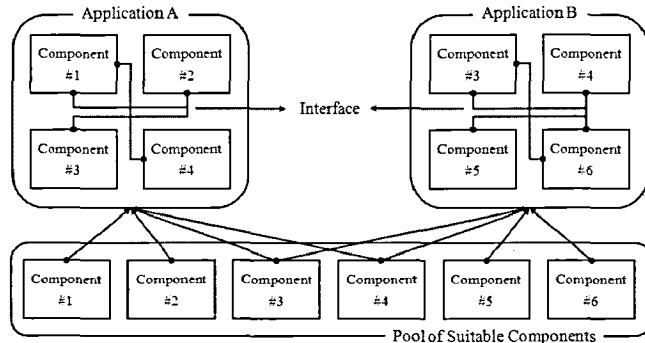 Application A
Application B
Component
#1
Component
#2
Component
#3
Component
#4
Interface
Component
#3
Component
#4
Component
#5
Component
#6
Component
#1
Component
#2
Component
#3
Component
#4
Component
#5
Component
#6
Pool of Suitable Components